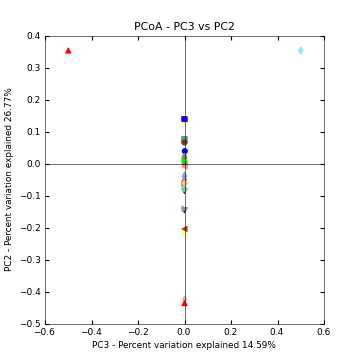 PCoA - PC3 vs PC2
0.4
0.3
0.2
0.1
0.0
−0.1
−0.2
−0.3
−0.4
−0.5
PC2 - Percent variation explained 26.77%
−0.6 −0.4 −0.2 0.0 0.2 0.4 0.6
PC3 - Percent variation explained 14.59%